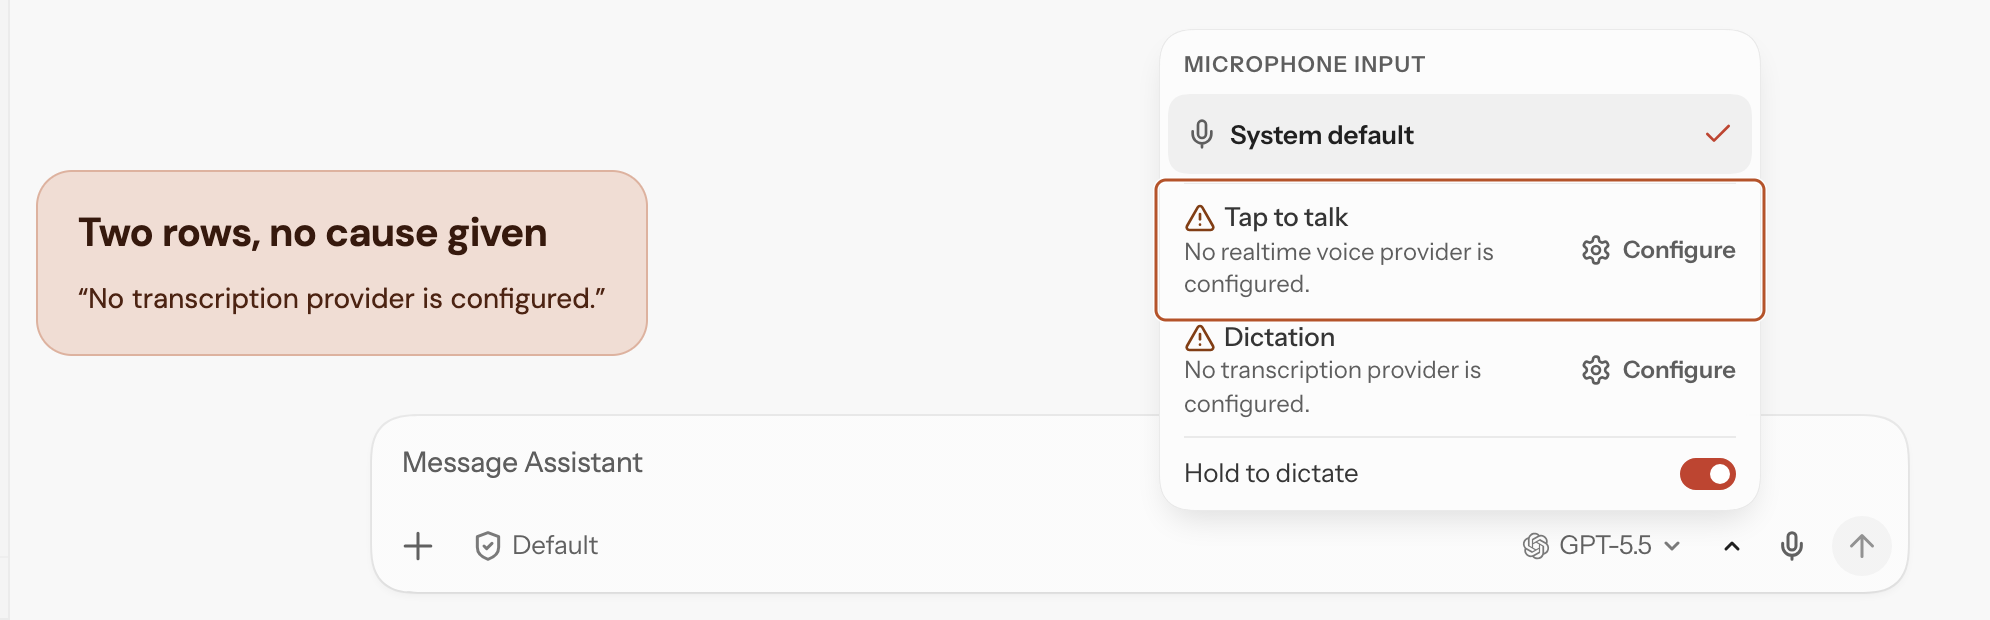 Two rows, no cause given
“No transcription provider is configured.”
MICROPHONE INPUT
System default
Tap to talk
No realtime voice provider is
configured.
Configure
Dictation
No transcription provider is
configured.
Configure
Hold to dictate
Message Assistant
Default
GPT-5.5